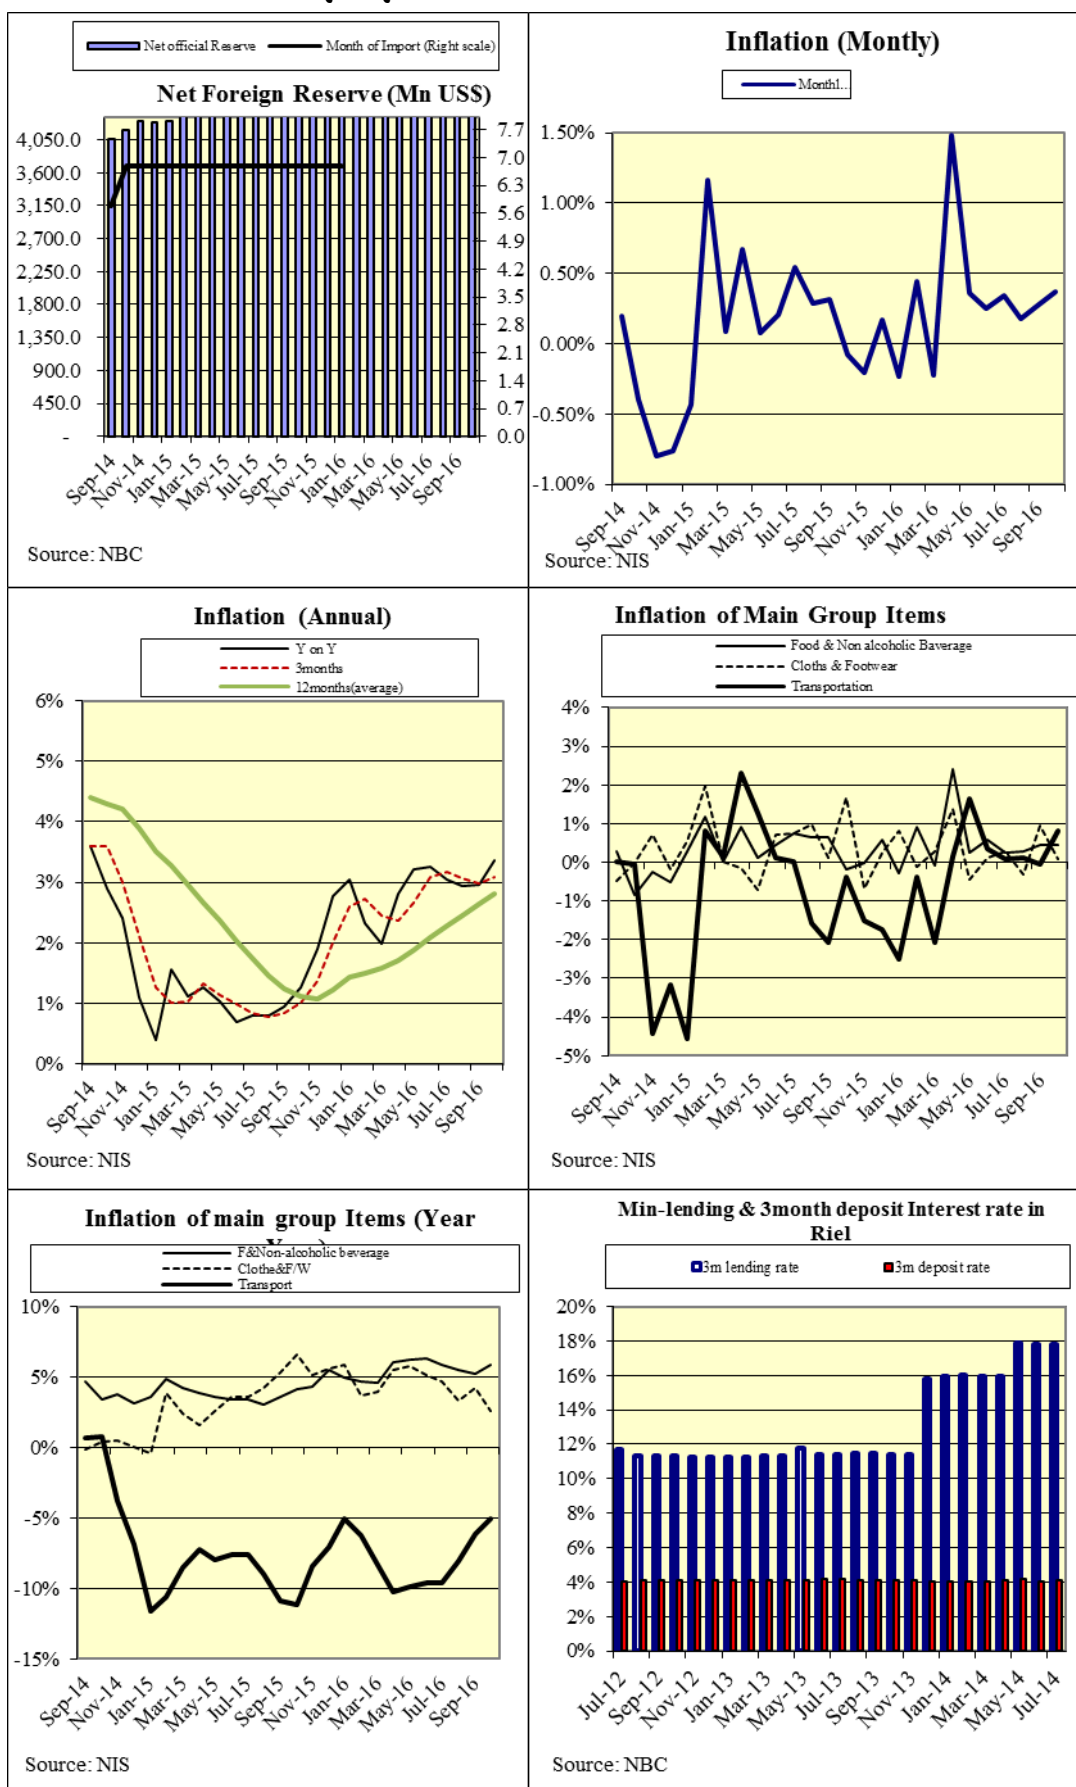 Net official Reserve
Month of Import (Right scale)
Net Foreign Reserve (Mn US$)
4,050.0
3,600.0
3,150.0
2,700.0
2,250.0
1,800.0
1,350.0
900.0
450.0
-
7.7
7.0
6.3
5.6
4.9
4.2
3.5
2.8
2.1
1.4
0.7
0.0
Sep-14
Nov-14
Jan-15
Mar-15
May-15
Jul-15
Sep-15
Nov-15
Jan-16
Mar-16
May-16
Jul-16
Sep-16
Source: NBC
Inflation (Montly)
Monthl...
1.50%
1.00%
0.50%
0.00%
-0.50%
-1.00%
Sep-14
Nov-14
Jan-15
Mar-15
May-15
Jul-15
Sep-15
Nov-15
Jan-16
Mar-16
May-16
Jul-16
Sep-16
Source: NIS
Inflation (Annual)
Y on Y
3months
12months(average)
6%
5%
4%
3%
2%
1%
0%
Sep-14
Nov-14
Jan-15
Mar-15
May-15
Jul-15
Sep-15
Nov-15
Jan-16
Mar-16
May-16
Jul-16
Sep-16
Source: NIS
Inflation of Main Group Items
Food & Non alcoholic Baverage
Cloths & Footwear
Transportation
4%
3%
2%
1%
0%
-1%
-2%
-3%
-4%
-5%
Sep-14
Nov-14
Jan-15
Mar-15
May-15
Jul-15
Sep-15
Nov-15
Jan-16
Mar-16
May-16
Jul-16
Sep-16
Source: NIS
Inflation of main group Items (Year
F&Non-alcoholic beverage
Clothe&F/W
Transport
10%
5%
0%
-5%
-10%
-15%
Sep-14
Nov-14
Jan-15
Mar-15
May-15
Jul-15
Sep-15
Nov-15
Jan-16
Mar-16
May-16
Jul-16
Sep-16
Source: NIS
Min-lending & 3month deposit Interest rate in
Riel
3m lending rate
3m deposit rate
20%
18%
16%
14%
12%
10%
8%
6%
4%
2%
0%
Jul-12
Sep-12
Nov-12
Jan-13
Mar-13
May-13
Jul-13
Sep-13
Nov-13
Jan-14
Mar-14
May-14
Jul-14
Source: NBC